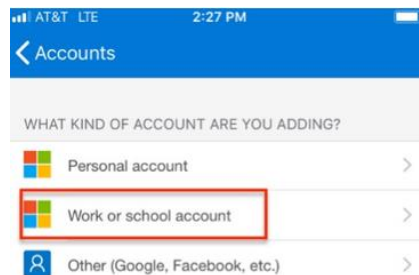 AT&T LTE 2:27 PM
Accounts
WHAT KIND OF ACCOUNT ARE YOU ADDING?
Personal account
Work or school account
Other (Google, Facebook, etc.)